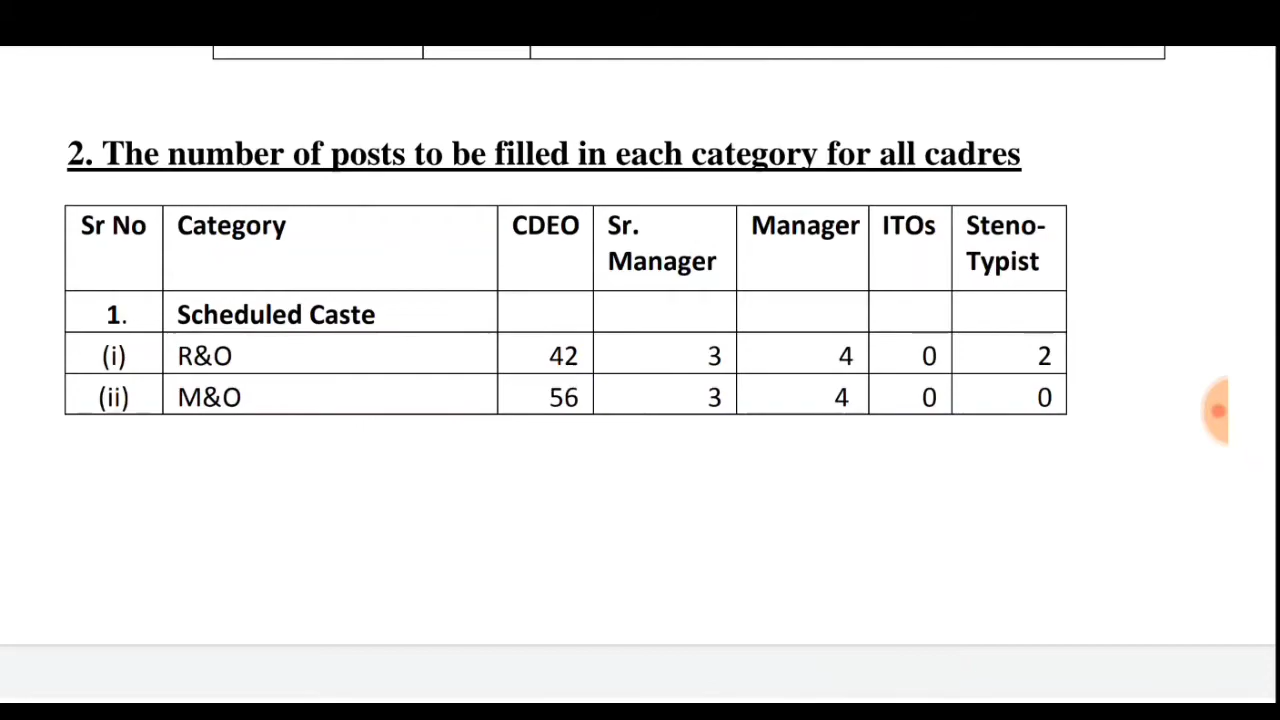 2. The number of posts to be filled in each category for all cadres
Sr No Category CDEO Sr. Manager Manager ITOs Steno-Typist
1. Scheduled Caste
(i) R&O 42 3 4 0 2
(ii) M&O 56 3 4 0 0